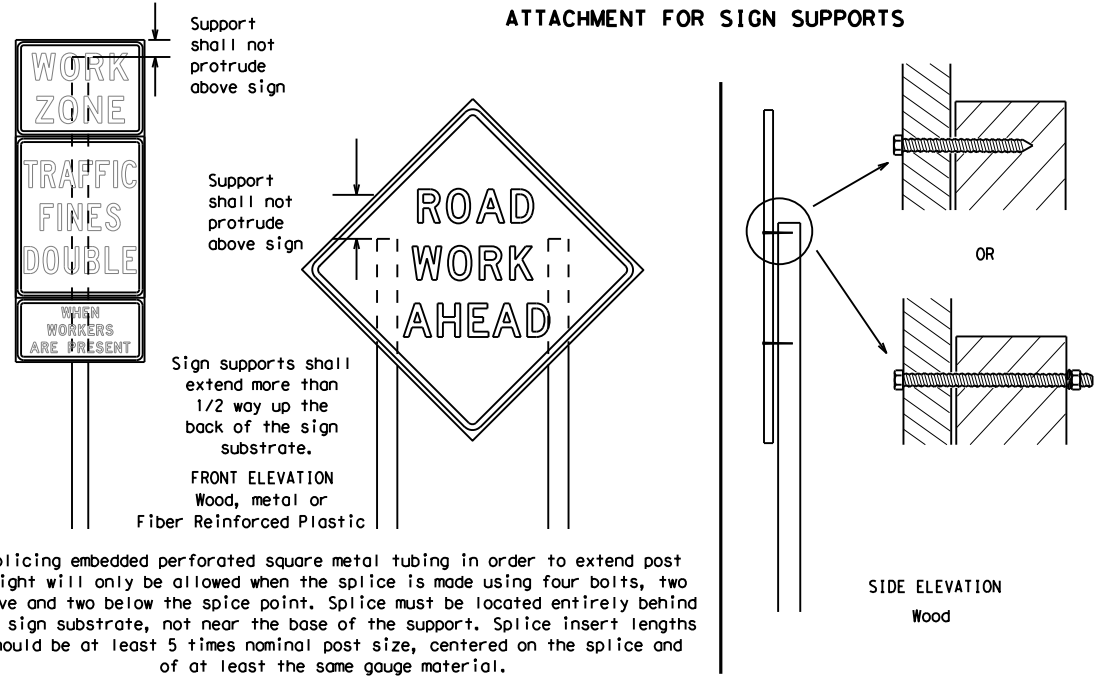 ATTACHMENT FOR SIGN SUPPORTS
Support
shall not
protrude
above sign
WORK
ZONE
TRAFFIC
FINES
DOUBLE
WHEN
WORKERS
ARE PRESENT
Support
shall not
protrude
above sign
ROAD
WORK
AHEAD
Sign supports shall
extend more than
1/2 way up the
back of the sign
substrate.
FRONT ELEVATION
Wood, metal or
Fiber Reinforced Plastic
OR
SIDE ELEVATION
Wood
plicing embedded perforated square metal tubing in order to extend post
ight will only be allowed when the splice is made using four bolts, two
ve and two below the spice point. Splice must be located entirely behind
sign substrate, not near the base of the support. Splice insert lengths
hould be at least 5 times nominal post size, centered on the splice and
of at least the same gauge material.